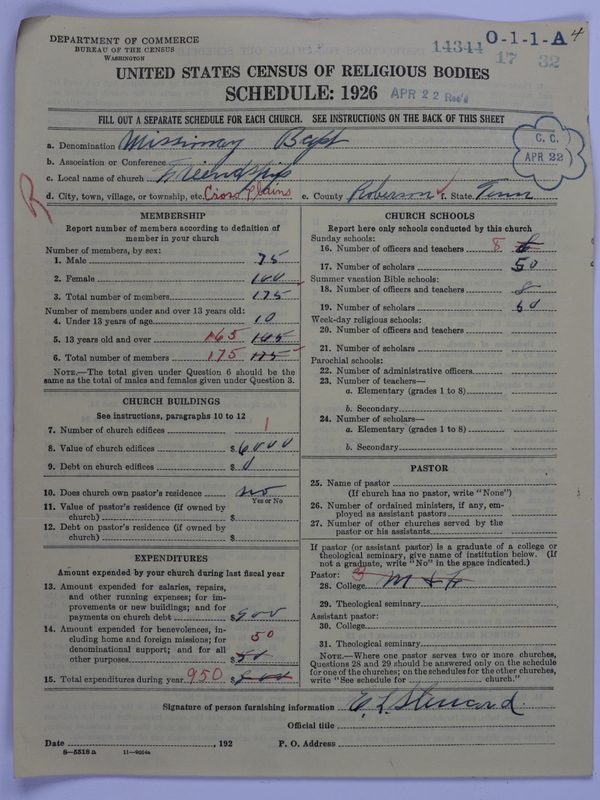 DEPARTMENT OF COMMERCE
BUREAU OF THE CENSUS
WASHINGTON
14344 O-1-1-A 4
17 32
UNITED STATES CENSUS OF RELIGIOUS BODIES
SCHEDULE: 1926 APR 22 Rec'd
FILL OUT A SEPARATE SCHEDULE FOR EACH CHURCH. SEE INSTRUCTIONS ON THE BACK OF THIS SHEET
C. C.
APR 22
a. Denomination Missionary Bapt
b. Association or Conference
c. Local name of church Friendship
d. City, town, village, or township, etc. Cross Plains e. County Roberson f. State Tenn
R
MEMBERSHIP
Report number of members according to definition of
member in your church
Number of members, by sex:
1. Male 75
2. Female 100
3. Total number of members 175
Number of members under and over 13 years old:
4. Under 13 years of age 10
5. 13 years old and over 165
6. Total number of members 175 175
NOTE.—The total given under Question 6 should be the
same as the total of males and females given under Question 3.
CHURCH BUILDINGS
See instructions, paragraphs 10 to 12
7. Number of church edifices 1
8. Value of church edifices $6000
9. Debt on church edifices $0
10. Does church own pastor's residence no
Yes or No
11. Value of pastor's residence (if owned by
church) $
12. Debt on pastor's residence (if owned by
church) $
EXPENDITURES
Amount expended by your church during last fiscal year
13. Amount expended for salaries, repairs,
and other running expenses; for im-
provements or new buildings; and for
payments on church debt $900
14. Amount expended for benevolences, in-
cluding home and foreign missions; for
denominational support; and for all
other purposes 50 $50
15. Total expenditures during year 950 $
CHURCH SCHOOLS
Report here only schools conducted by this church
Sunday schools:
16. Number of officers and teachers 8
17. Number of scholars 50
Summer vacation Bible schools:
18. Number of officers and teachers 8
19. Number of scholars 60
Week-day religious schools:
20. Number of officers and teachers
21. Number of scholars
Parochial schools:
22. Number of administrative officers
23. Number of teachers—
a. Elementary (grades 1 to 8)
b. Secondary
24. Number of scholars—
a. Elementary (grades 1 to 8)
b. Secondary
PASTOR
25. Name of pastor
(If church has no pastor, write "None")
26. Number of ordained ministers, if any, em-
ployed as assistant pastors
27. Number of other churches served by the
pastor or his assistants
If pastor (or assistant pastor) is a graduate of a college or
theological seminary, give name of institution below. (If
not a graduate, write "No" in the space indicated.)
Pastor:
28. College
29. Theological seminary
Assistant pastor:
30. College
31. Theological seminary
NOTE.—Where one pastor serves two or more churches,
Questions 28 and 29 should be answered only on the schedule
for one of the churches; on the schedules for the other churches,
write "See schedule for church."
Signature of person furnishing information
Official title
Date , 192 P. O. Address
8—5518 a